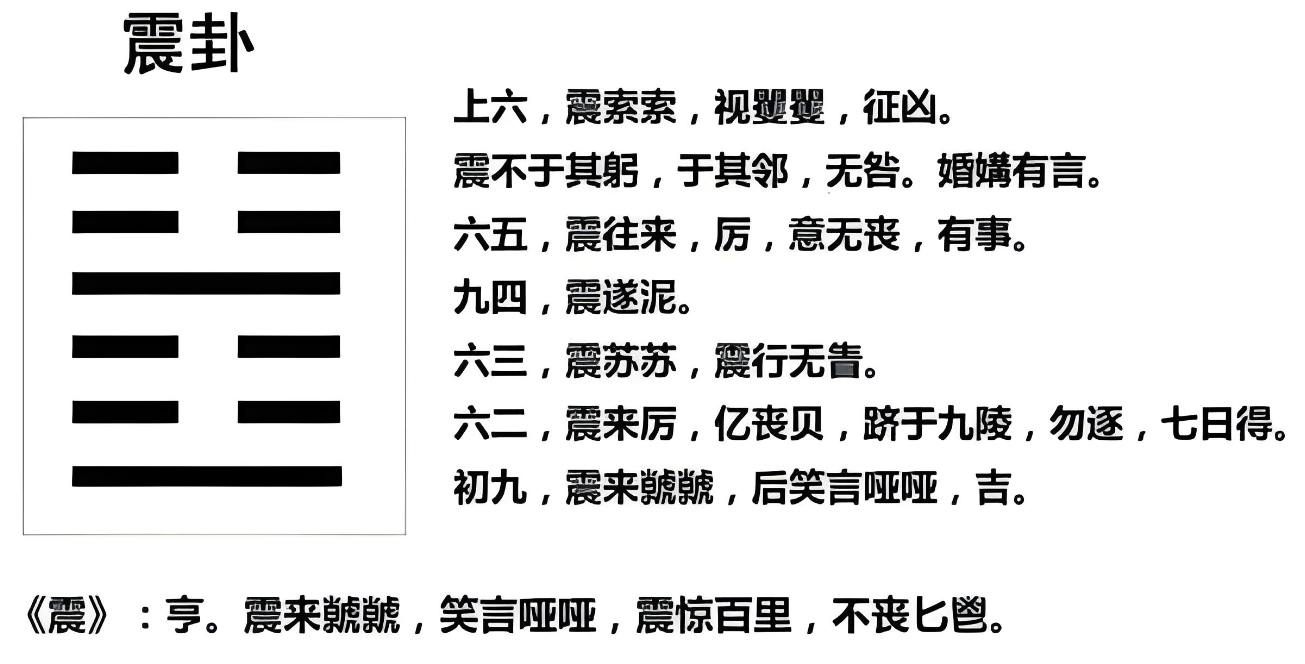 震卦
上六，震索索，视矍矍，征凶。
震不于其躬，于其邻，无咎。婚媾有言。
六五，震往来，厉，意无丧，有事。
九四，震遂泥。
六三，震苏苏，震行无眚。
六二，震来厉，亿丧贝，跻于九陵，勿逐，七日得。
初九，震来虩虩，后笑言哑哑，吉。
《震》：亨。震来虩虩，笑言哑哑，震惊百里，不丧匕鬯。